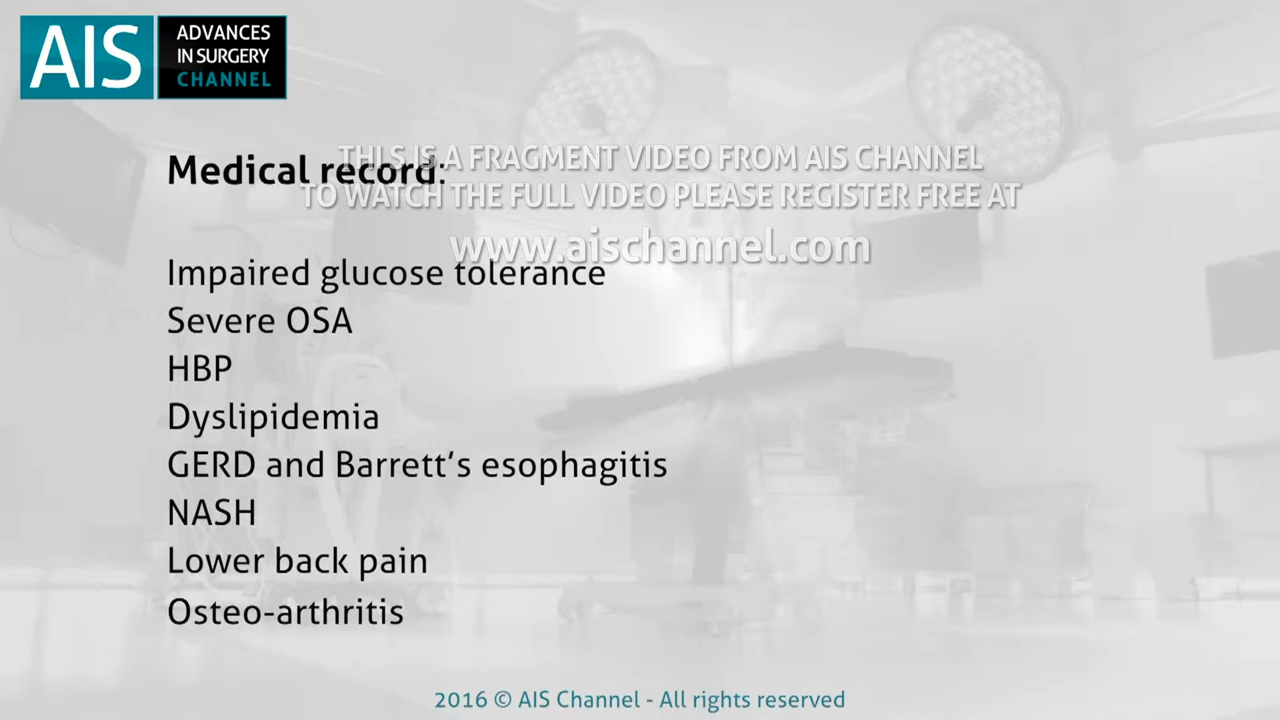 AIS
ADVANCES
IN SURGERY
CHANNEL
THIS IS A FRAGMENT VIDEO FROM AIS CHANNEL
Medical record:
TO WATCH THE FULL VIDEO PLEASE REGISTER FREE AT
www.aischannel.com
Impaired glucose tolerance
Severe OSA
HBP
Dyslipidemia
GERD and Barrett’s esophagitis
NASH
Lower back pain
Osteo-arthritis
2016 © AIS Channel - All rights reserved